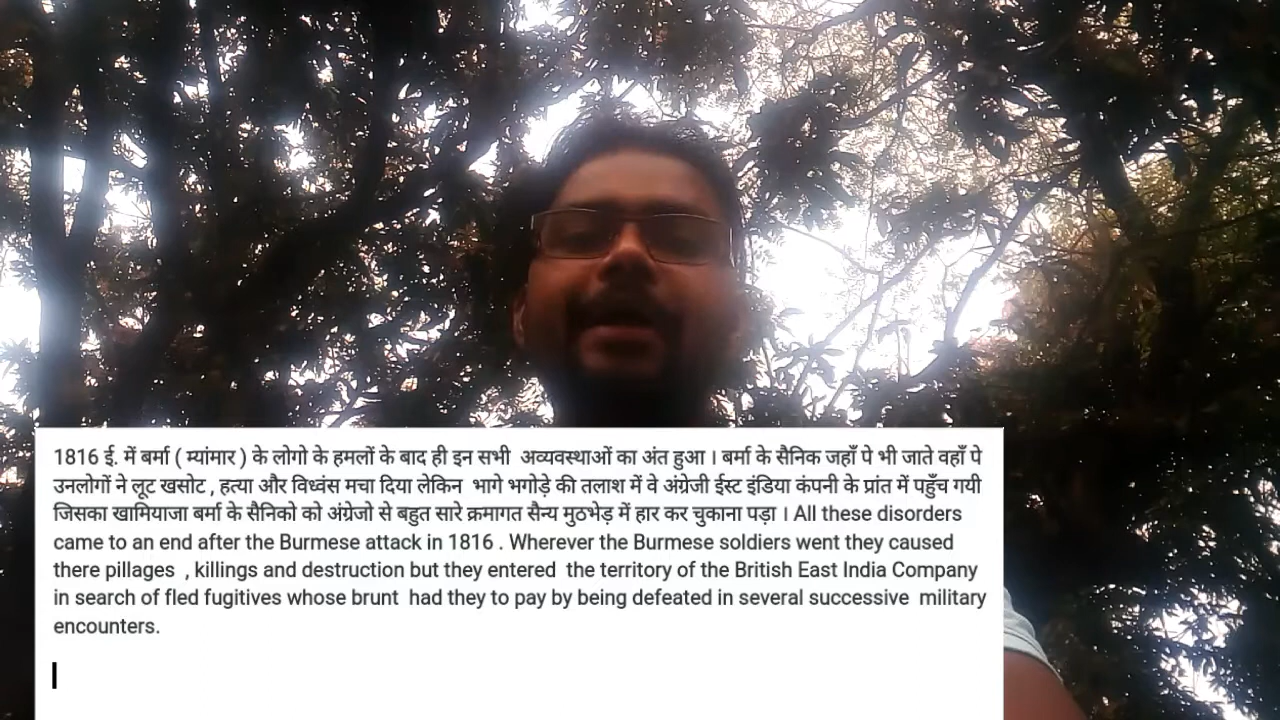 1816 ई. में बर्मा ( म्यांमार ) के लोगो के हमलों के बाद ही इन सभी अव्यवस्थाओं का अंत हुआ । बर्मा के सैनिक जहाँ पे भी जाते वहाँ पे
उनलोगों ने लूट खसोट , हत्या और विध्वंस मचा दिया लेकिन भागे भगोड़े की तलाश में वे अंग्रेजी ईस्ट इंडिया कंपनी के प्रांत में पहुँच गयी
जिसका खामियाजा बर्मा के सैनिको को अंग्रेजो से बहुत सारे क्रमागत सैन्य मुठभेड़ में हार कर चुकाना पड़ा । All these disorders
came to an end after the Burmese attack in 1816 . Wherever the Burmese soldiers went they caused
there pillages , killings and destruction but they entered the territory of the British East India Company
in search of fled fugitives whose brunt had they to pay by being defeated in several successive military
encounters.